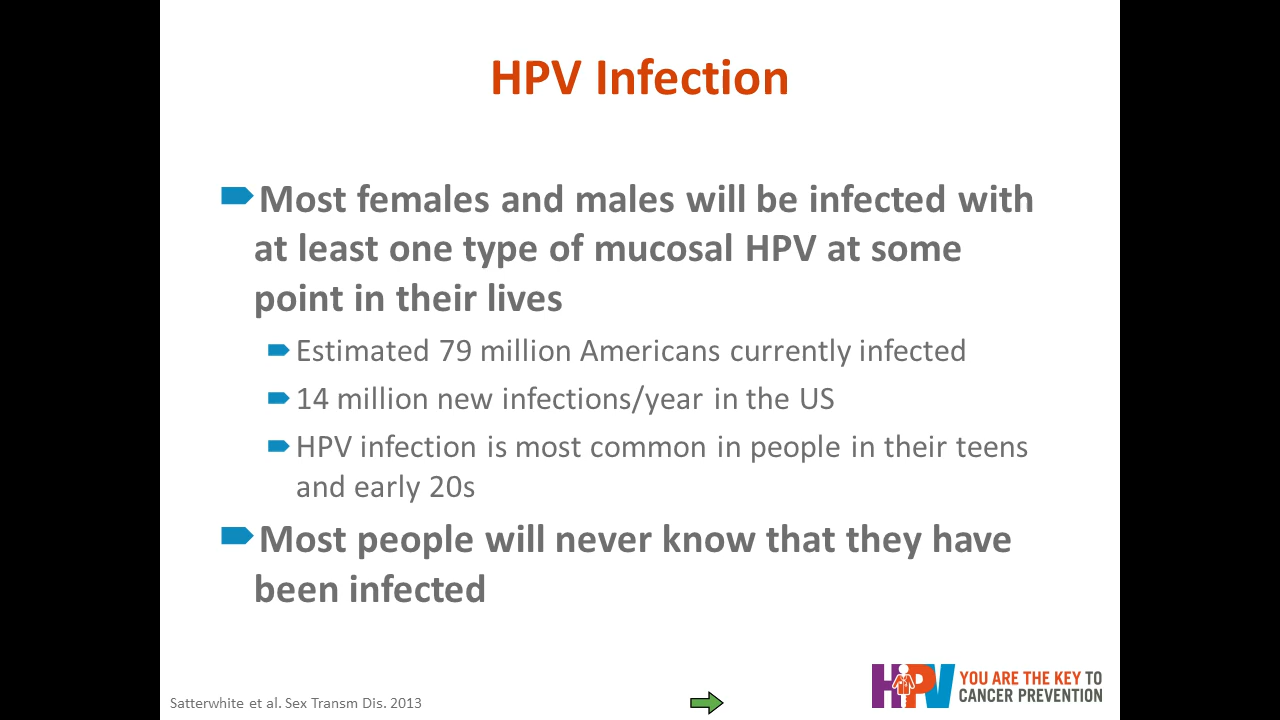 HPV Infection
Most females and males will be infected with
at least one type of mucosal HPV at some
point in their lives
Estimated 79 million Americans currently infected
14 million new infections/year in the US
HPV infection is most common in people in their teens
and early 20s
Most people will never know that they have
been infected
Satterwhite et al. Sex Transm Dis. 2013
HPV
YOU ARE THE KEY TO
CANCER PREVENTION